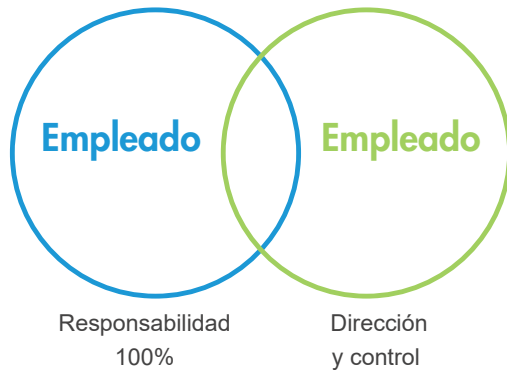 Empleado Empleado
Responsabilidad
100%
Dirección
y control